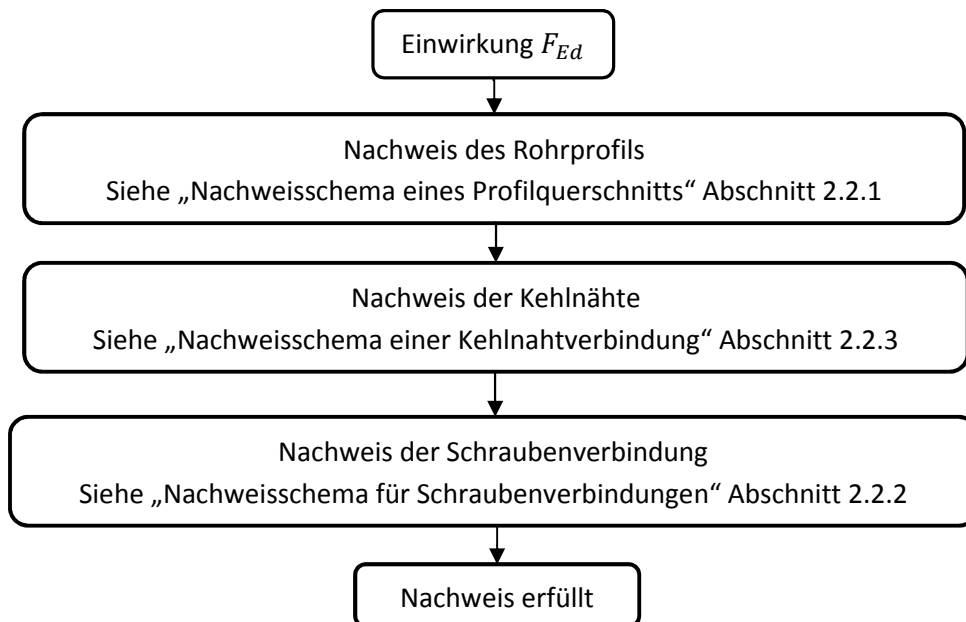 Einwirkung F_Ed
Nachweis des Rohrprofils
Siehe „Nachweisschema eines Profilquerschnitts“ Abschnitt 2.2.1
Nachweis der Kehlnähte
Siehe „Nachweisschema einer Kehlnahtverbindung“ Abschnitt 2.2.3
Nachweis der Schraubenverbindung
Siehe „Nachweisschema für Schraubenverbindungen“ Abschnitt 2.2.2
Nachweis erfüllt